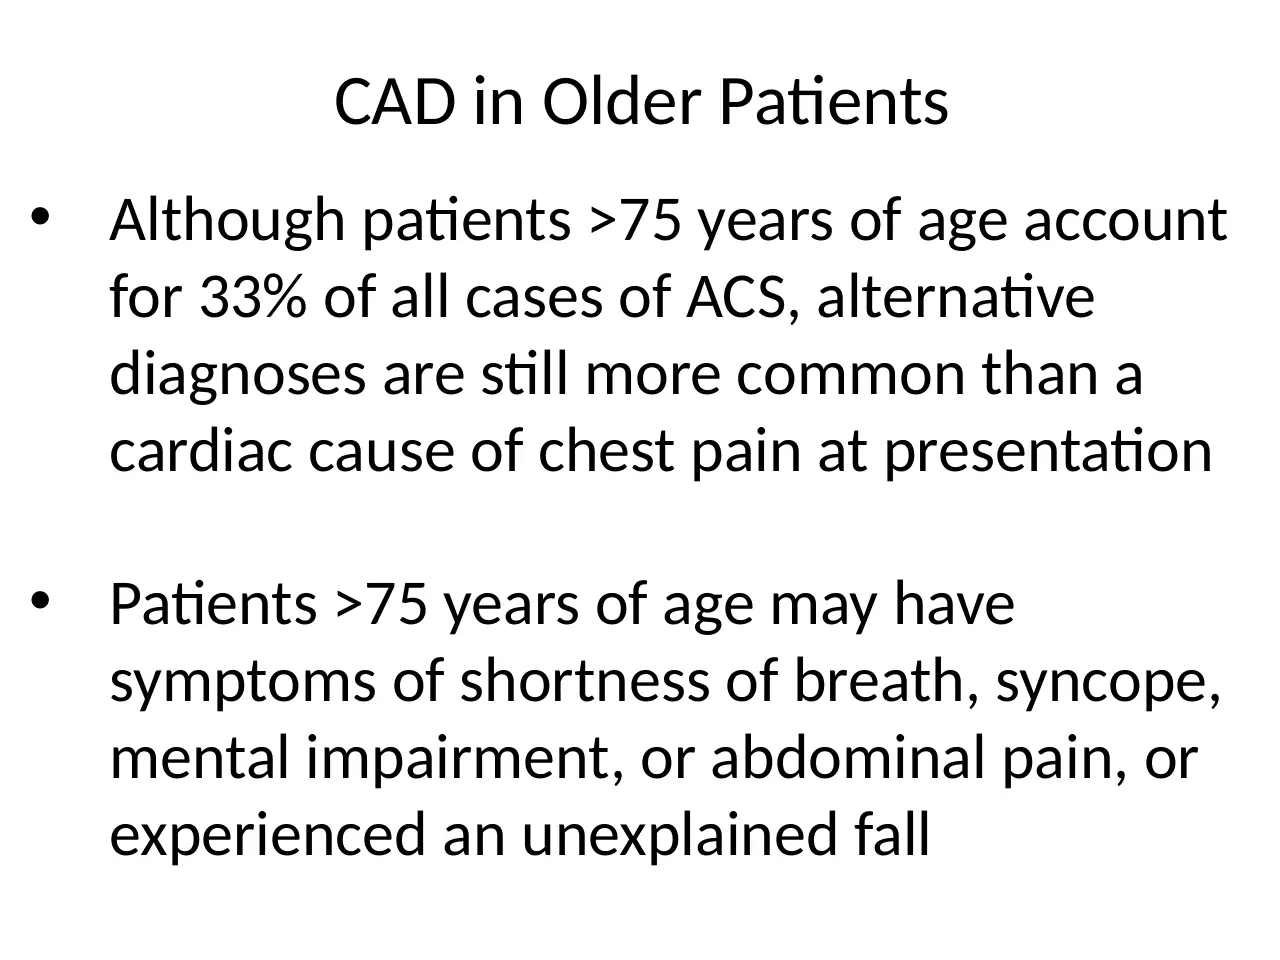 CAD in Older Patients
• Although patients >75 years of age account
for 33% of all cases of ACS, alternative
diagnoses are still more common than a
cardiac cause of chest pain at presentation
• Patients >75 years of age may have
symptoms of shortness of breath, syncope,
mental impairment, or abdominal pain, or
experienced an unexplained fall